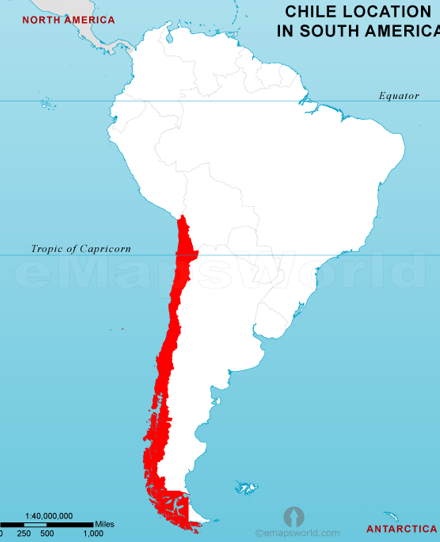 CHILE LOCATION
IN SOUTH AMERICA
NORTH AMERICA
Equator
Tropic of Capricorn
eMapsWorld
1:40,000,000
Miles
0 250 500 1,000
©emapsworld.com
ANTARCTICA